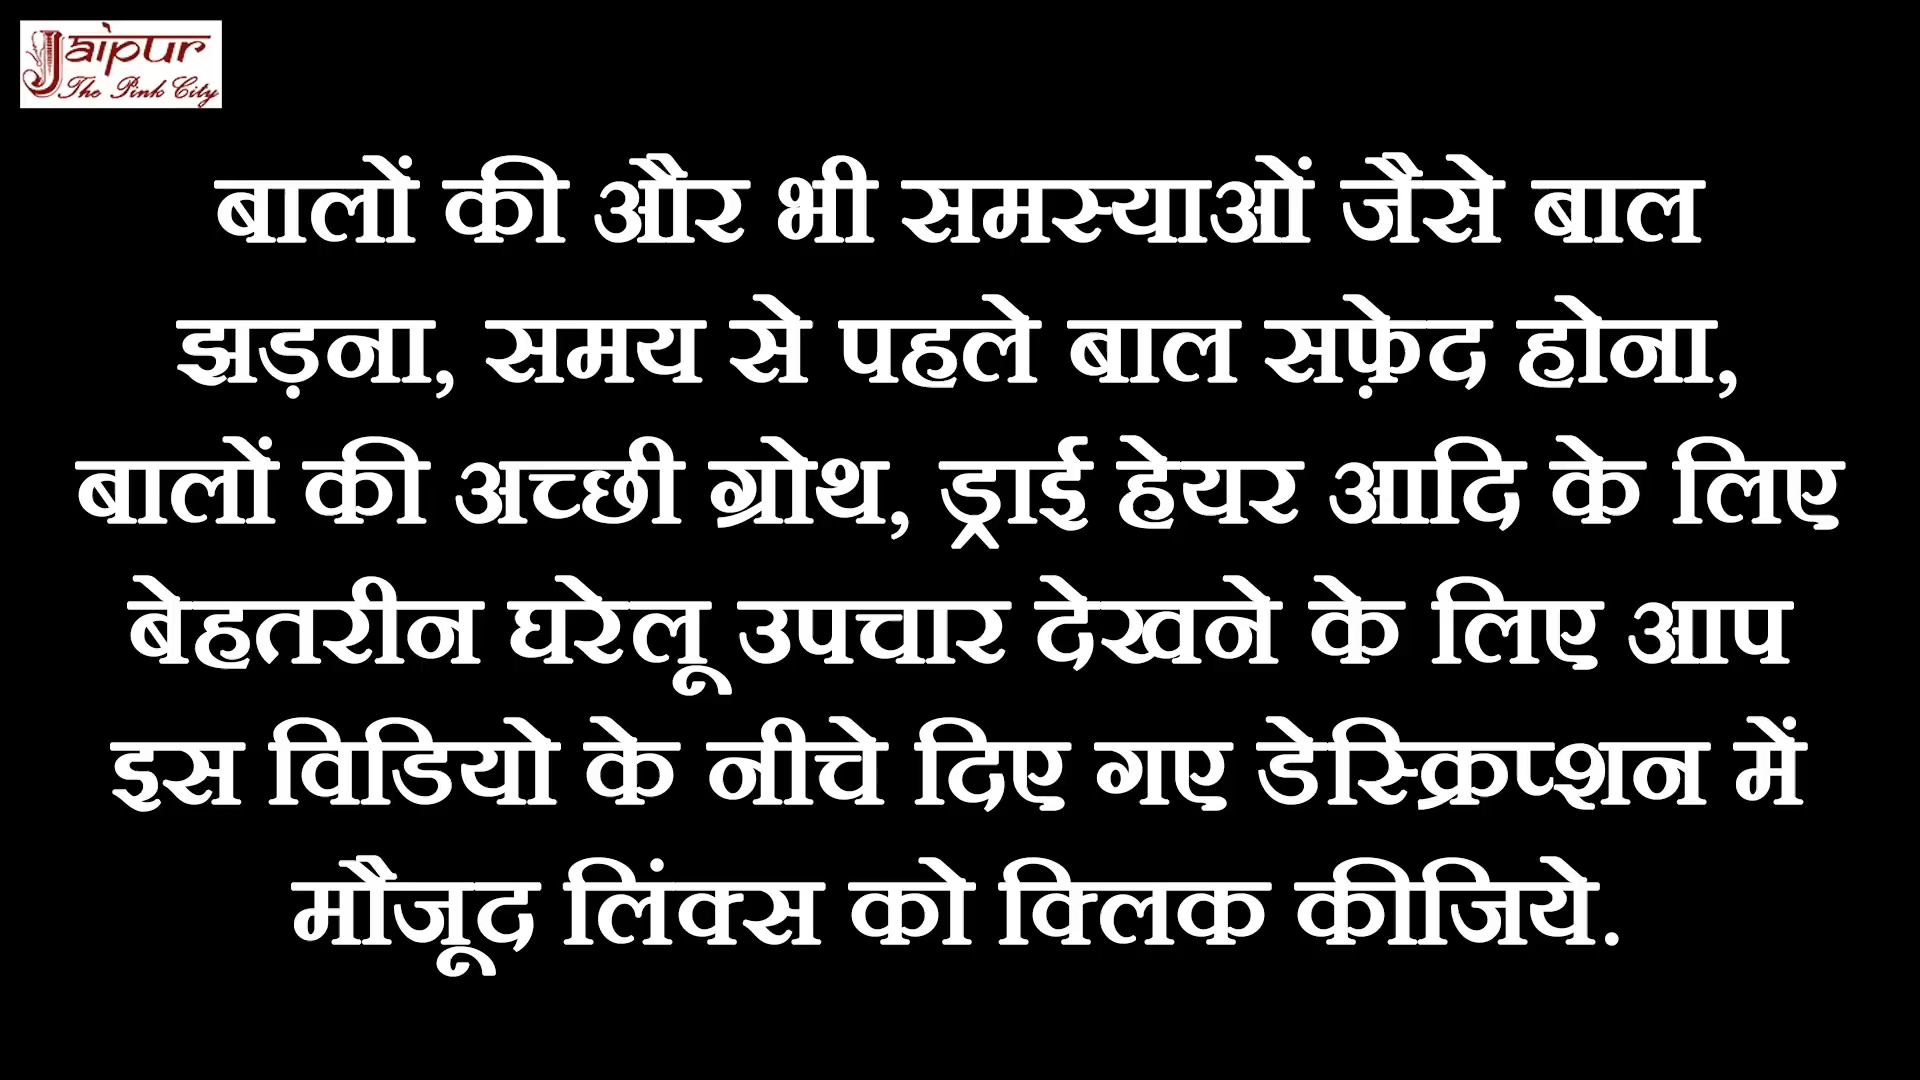 Jaipur
The Pink City
बालों की और भी समस्याओं जैसे बाल
झड़ना, समय से पहले बाल सफ़ेद होना,
बालों की अच्छी ग्रोथ, ड्राई हेयर आदि के लिए
बेहतरीन घरेलू उपचार देखने के लिए आप
इस विडियो के नीचे दिए गए डेस्क्रिप्शन में
मौजूद लिंक्स को क्लिक कीजिये.